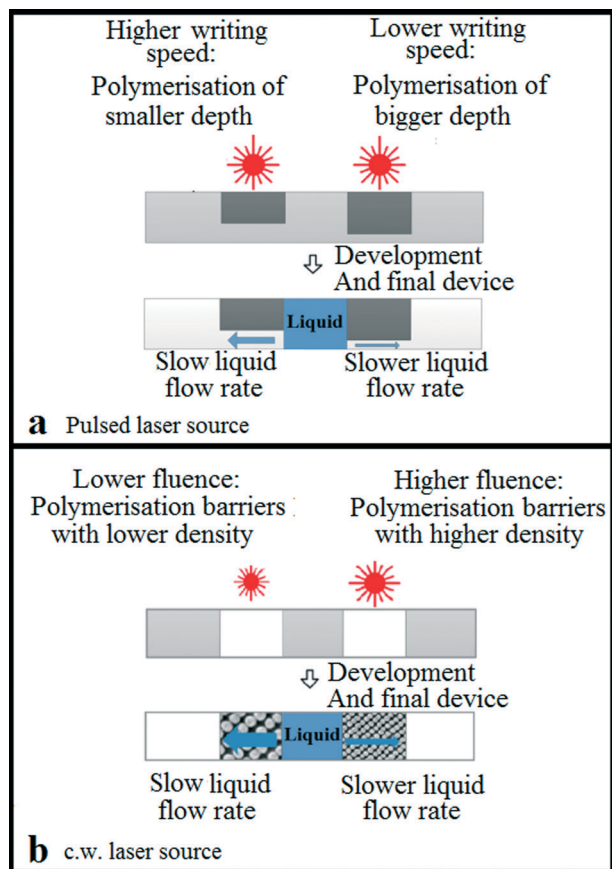 Higher writing
speed:
Polymerisation of
smaller depth
Lower writing
speed:
Polymerisation of
bigger depth
Development
And final device
Liquid
Slow liquid
flow rate
Slower liquid
flow rate
a Pulsed laser source
Lower fluence:
Polymerisation barriers
with lower density
Higher fluence:
Polymerisation barriers
with higher density
Development
And final device
Liquid
Slow liquid
flow rate
Slower liquid
flow rate
b c.w. laser source